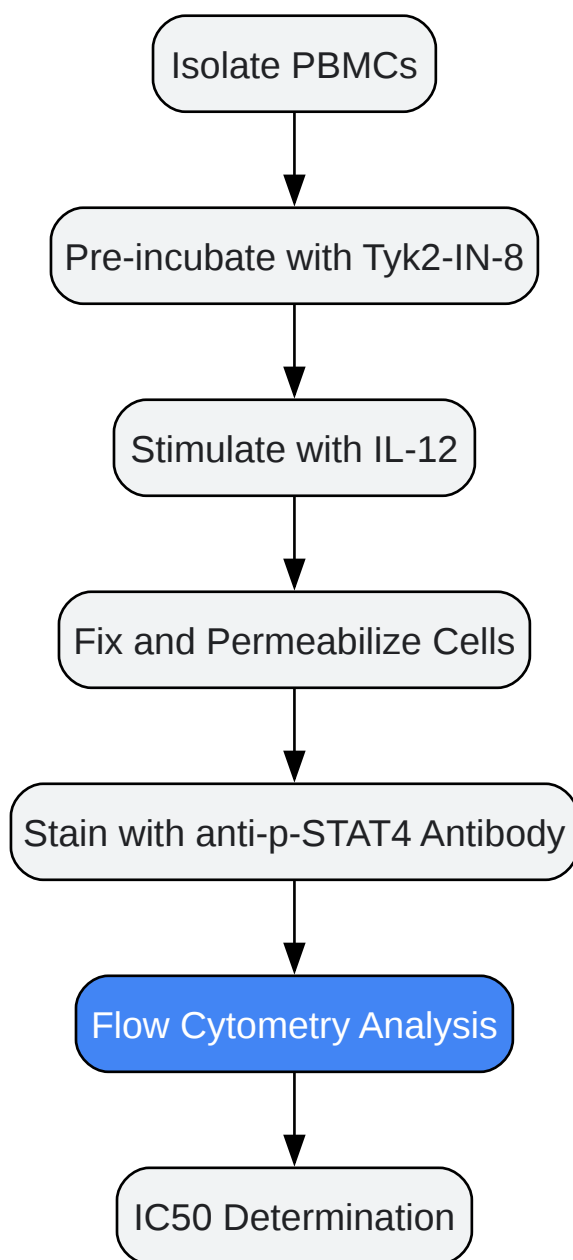 Isolate PBMCs
Pre-incubate with Tyk2-IN-8
Stimulate with IL-12
Fix and Permeabilize Cells
Stain with anti-p-STAT4 Antibody
Flow Cytometry Analysis
IC50 Determination